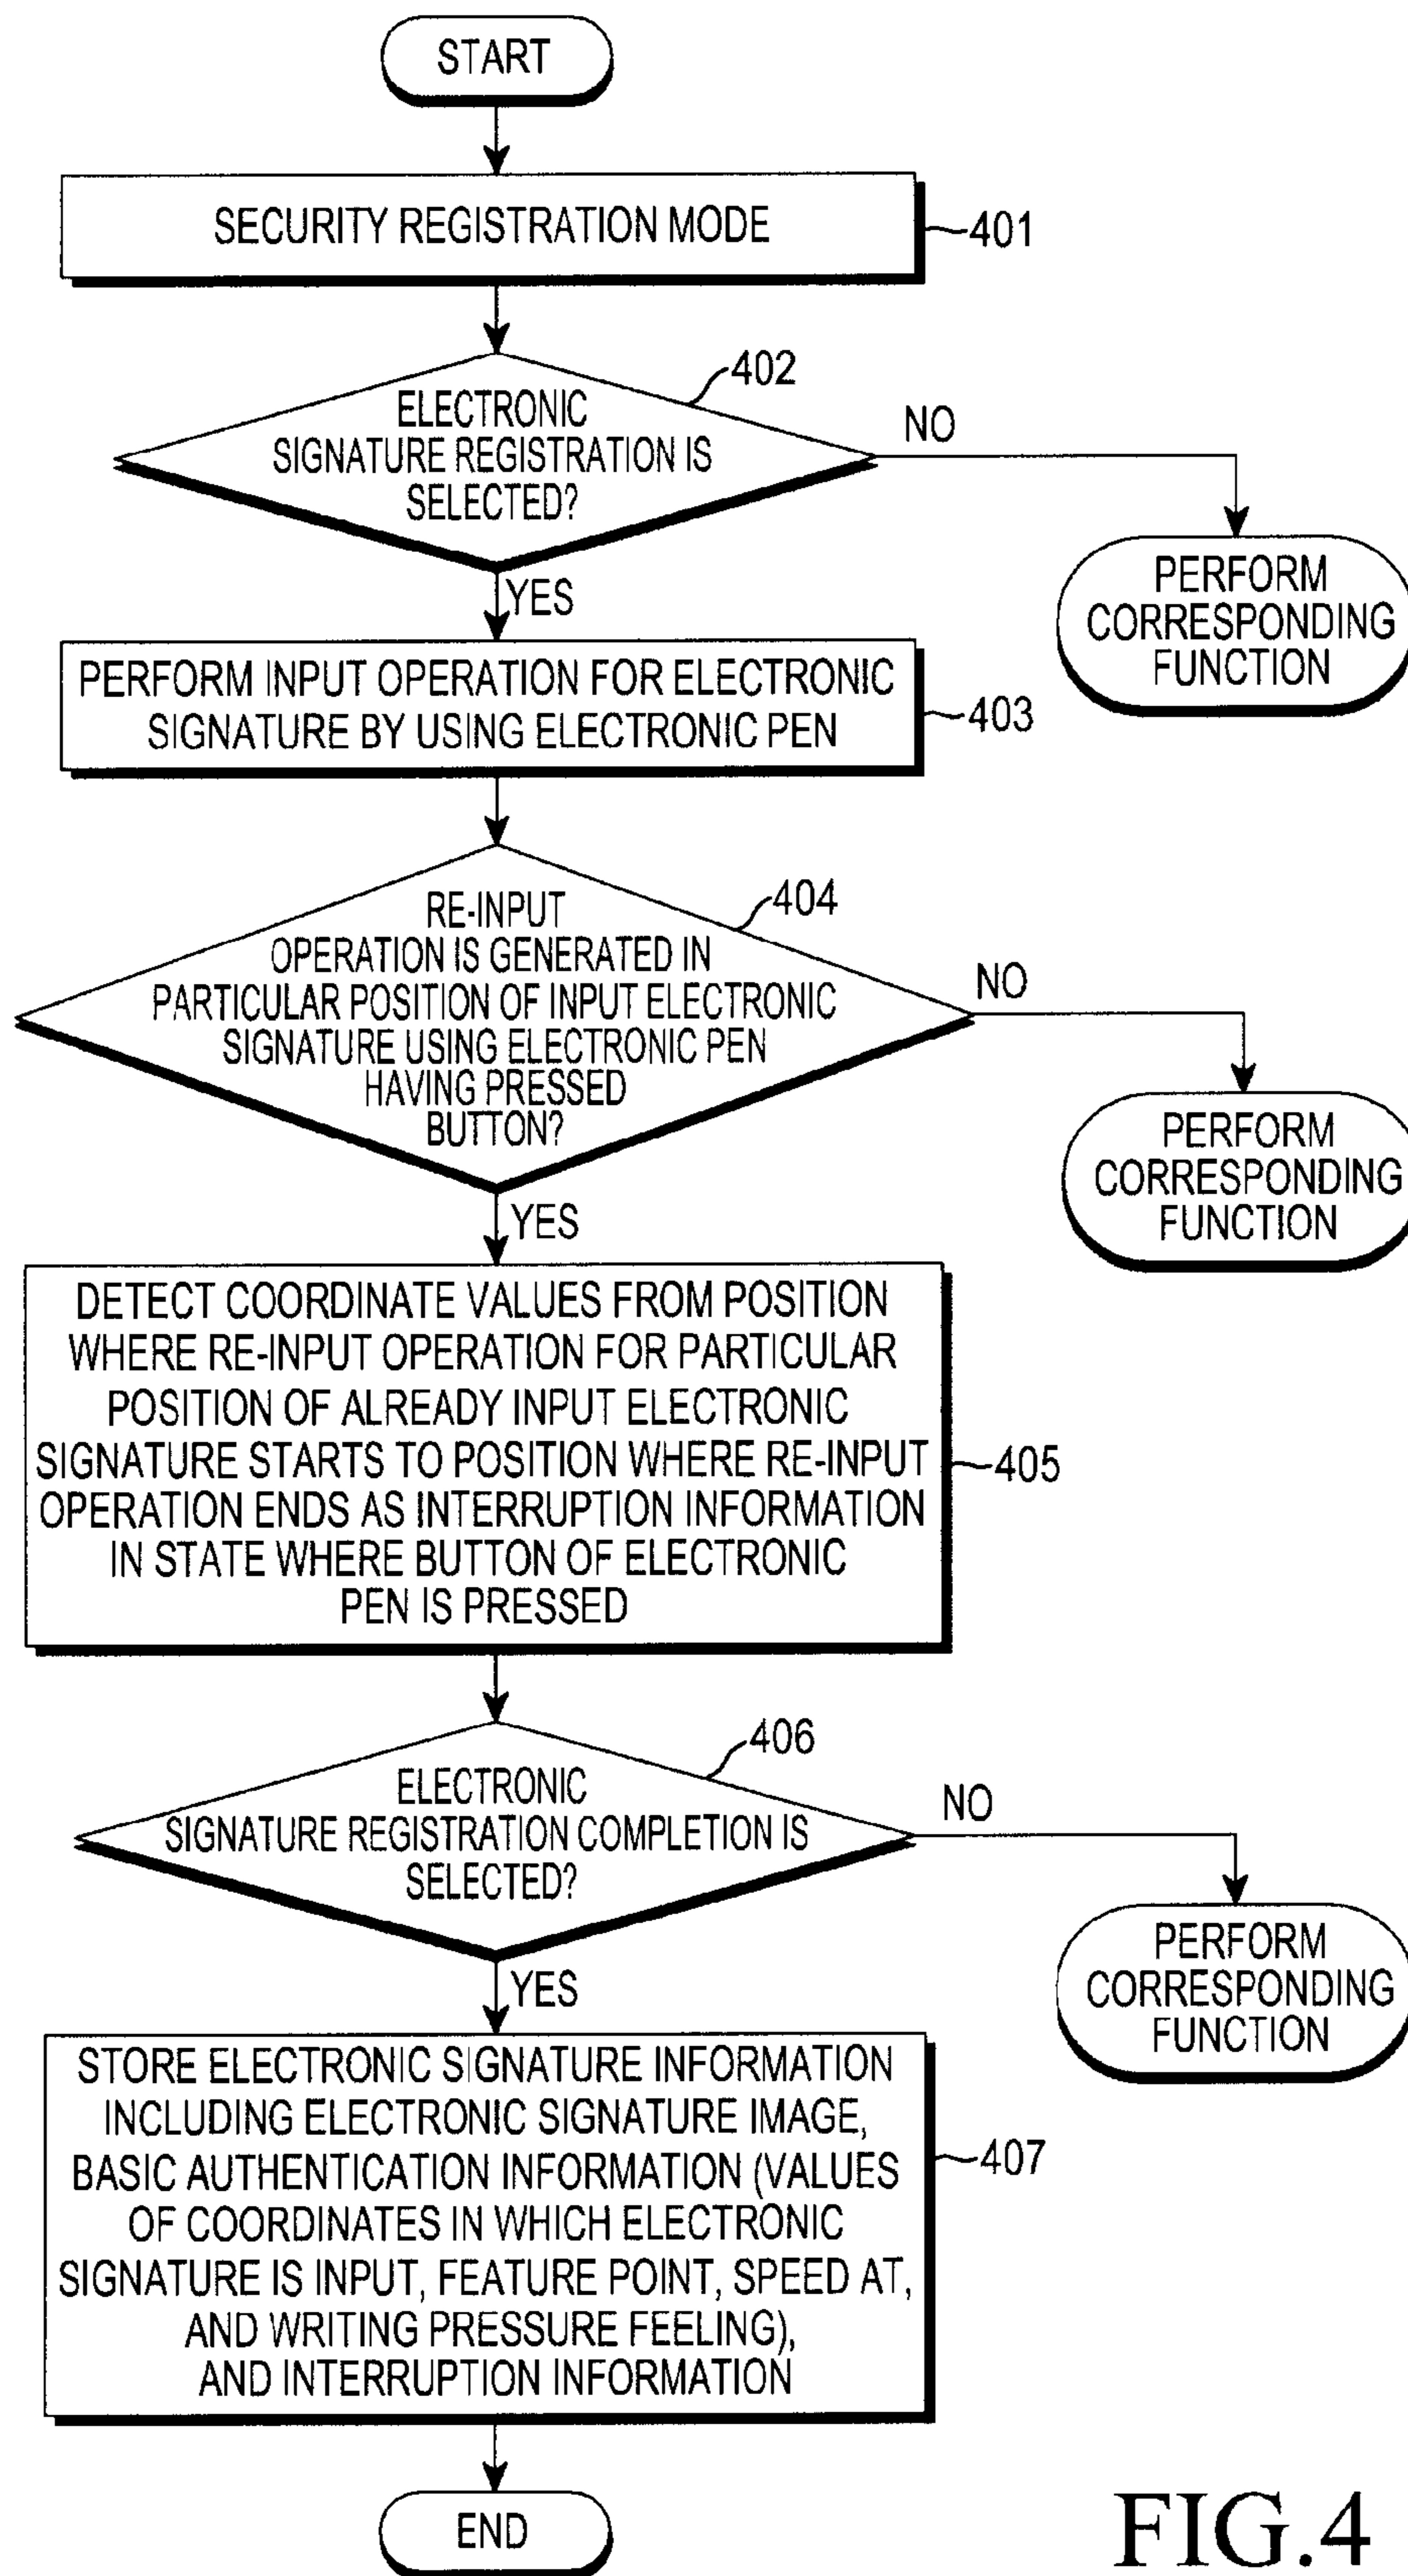 START
SECURITY REGISTRATION MODE
401
402
ELECTRONIC
SIGNATURE REGISTRATION IS
SELECTED?
NO
YES
PERFORM
CORRESPONDING
FUNCTION
PERFORM INPUT OPERATION FOR ELECTRONIC
SIGNATURE BY USING ELECTRONIC PEN
403
404
RE-INPUT
OPERATION IS GENERATED IN
PARTICULAR POSITION OF INPUT ELECTRONIC
SIGNATURE USING ELECTRONIC PEN
HAVING PRESSED
BUTTON?
NO
YES
PERFORM
CORRESPONDING
FUNCTION
DETECT COORDINATE VALUES FROM POSITION
WHERE RE-INPUT OPERATION FOR PARTICULAR
POSITION OF ALREADY INPUT ELECTRONIC
SIGNATURE STARTS TO POSITION WHERE RE-INPUT
OPERATION ENDS AS INTERRUPTION INFORMATION
IN STATE WHERE BUTTON OF ELECTRONIC
PEN IS PRESSED
405
406
ELECTRONIC
SIGNATURE REGISTRATION COMPLETION IS
SELECTED?
NO
YES
PERFORM
CORRESPONDING
FUNCTION
STORE ELECTRONIC SIGNATURE INFORMATION
INCLUDING ELECTRONIC SIGNATURE IMAGE,
BASIC AUTHENTICATION INFORMATION (VALUES
OF COORDINATES IN WHICH ELECTRONIC
SIGNATURE IS INPUT, FEATURE POINT, SPEED AT,
AND WRITING PRESSURE FEELING),
AND INTERRUPTION INFORMATION
407
END
FIG.4